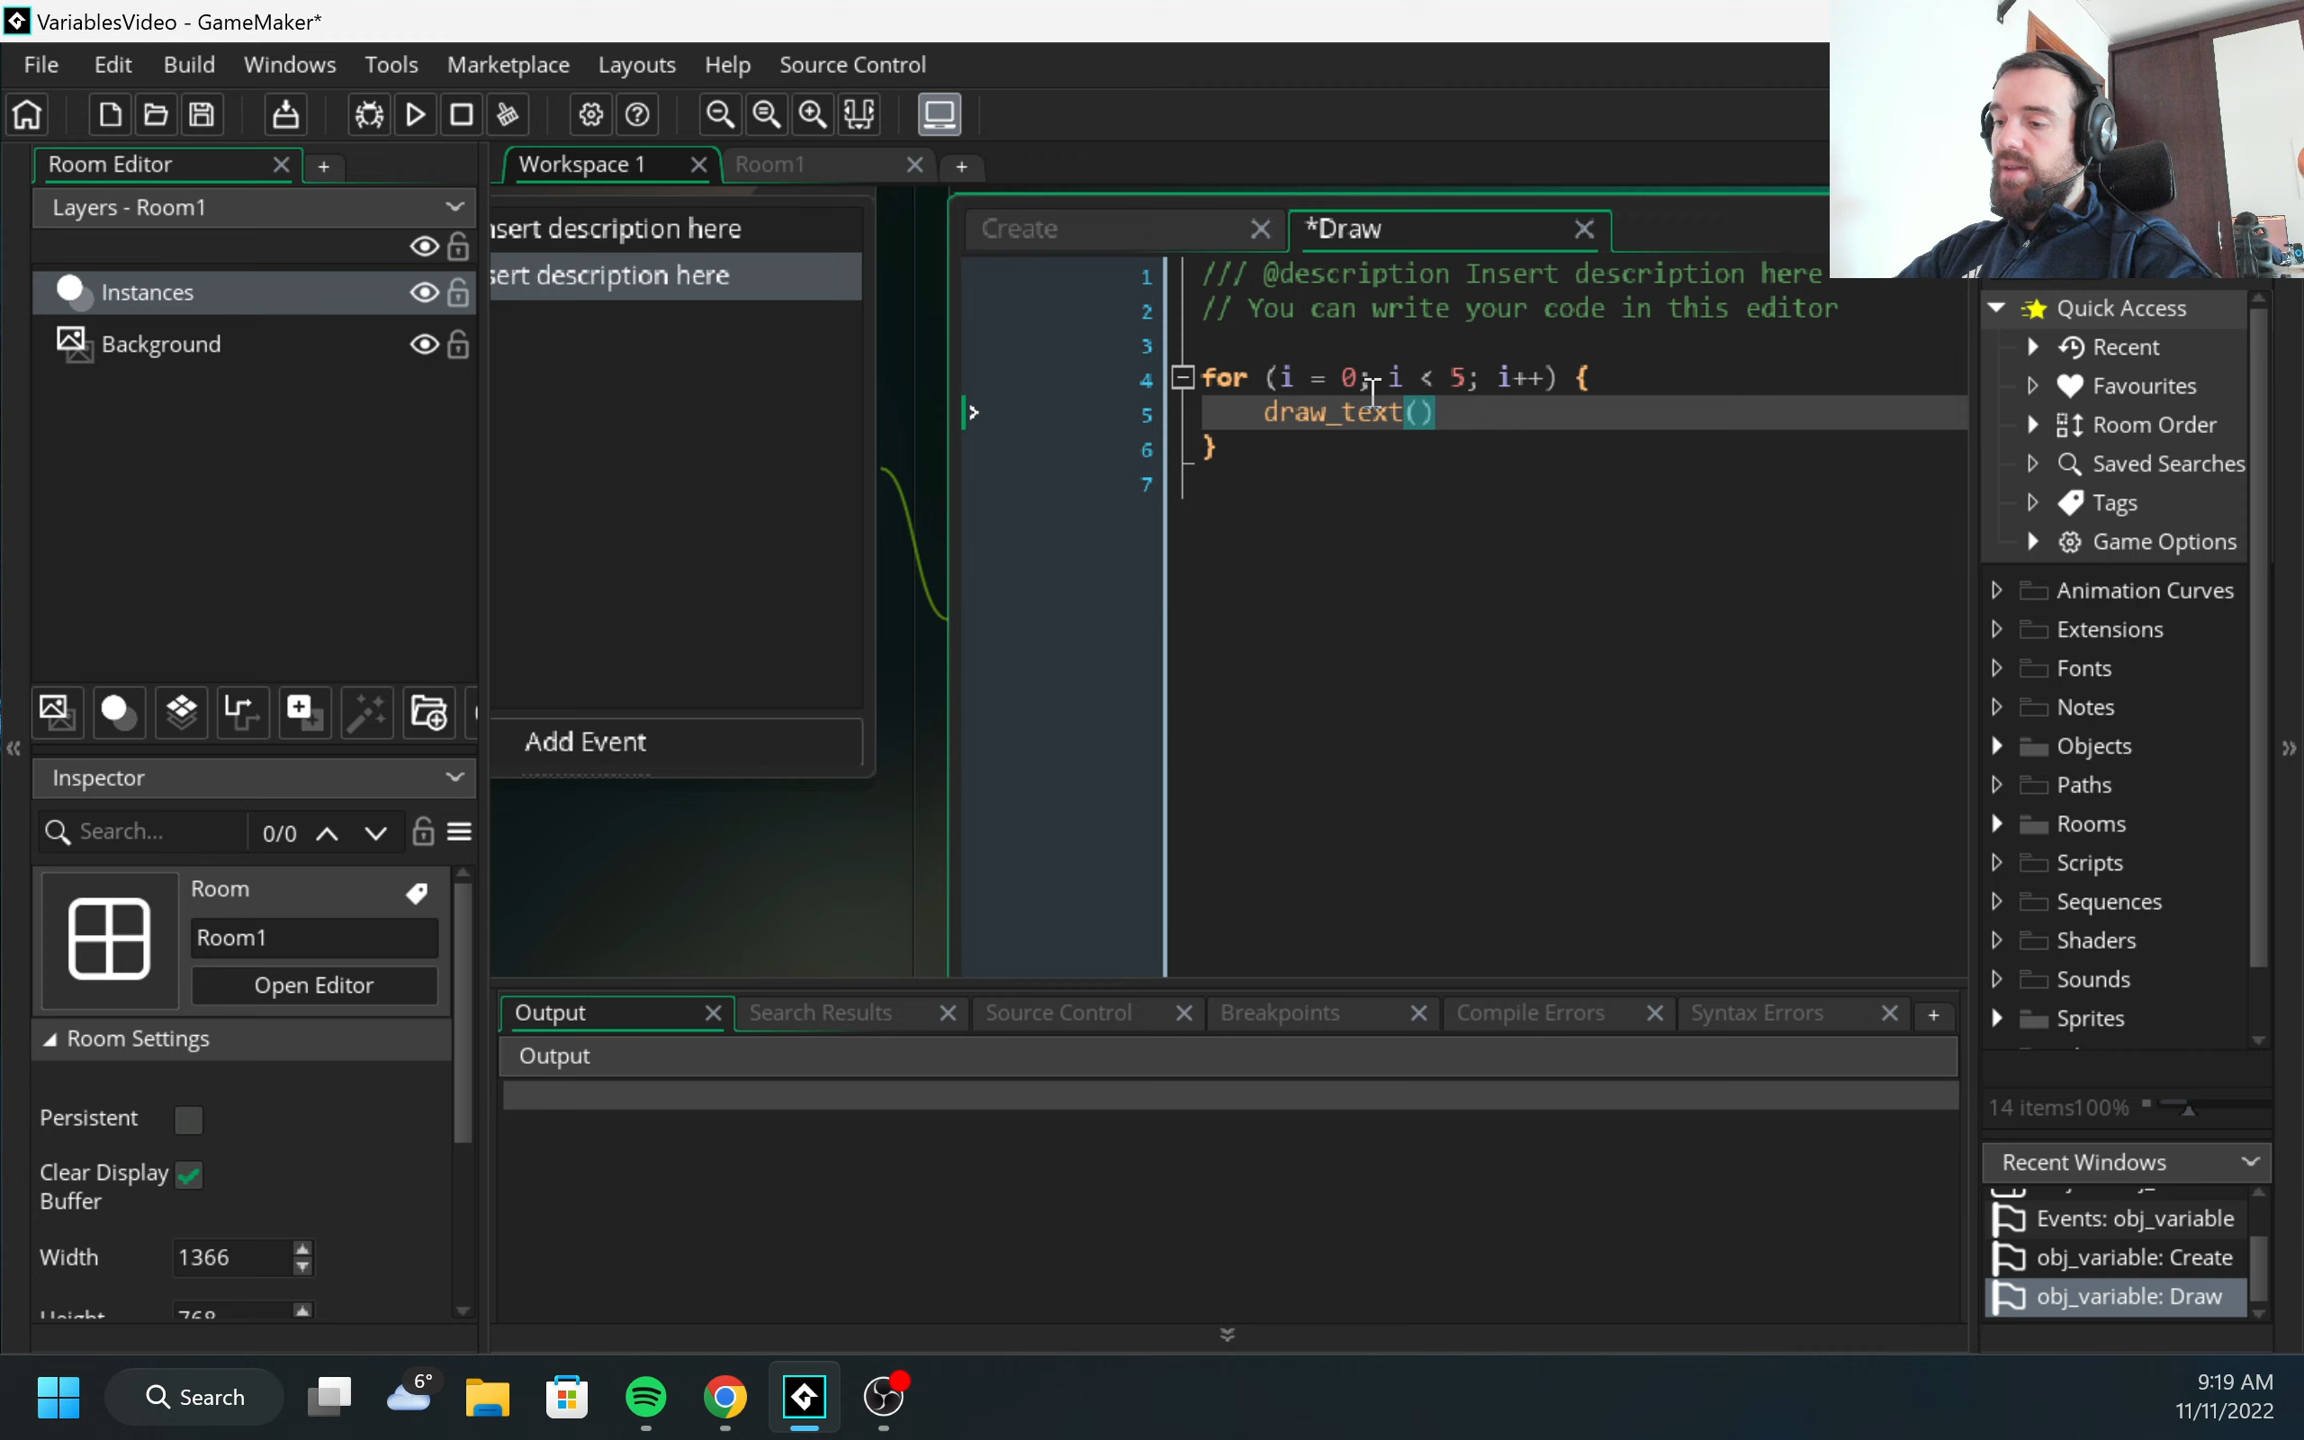 VariablesVideo - GameMaker*
File Edit Build Windows Tools Marketplace Layouts Help Source Control
Room Editor
Workspace 1
Room1
Layers - Room1
Instances
Background
nsert description here
sert description here
Add Event
Create
*Draw
1 /// @description Insert description here
2 // You can write your code in this editor
3
4 for (i = 0; i < 5; i++) {
5 draw_text()
6 }
7
Quick Access
Recent
Favourites
Room Order
Saved Searches
Tags
Game Options
Animation Curves
Extensions
Fonts
Notes
Objects
Paths
Rooms
Scripts
Sequences
Shaders
Sounds
Sprites
14 items 100%
Recent Windows
Events: obj_variable
obj_variable: Create
obj_variable: Draw
Inspector
Search... 0/0
Room
Room1
Open Editor
Room Settings
Persistent
Clear Display
Buffer
Width 1366
Height 768
Output Search Results Source Control Breakpoints Compile Errors Syntax Errors
Output
6°
Search
9:19 AM
11/11/2022